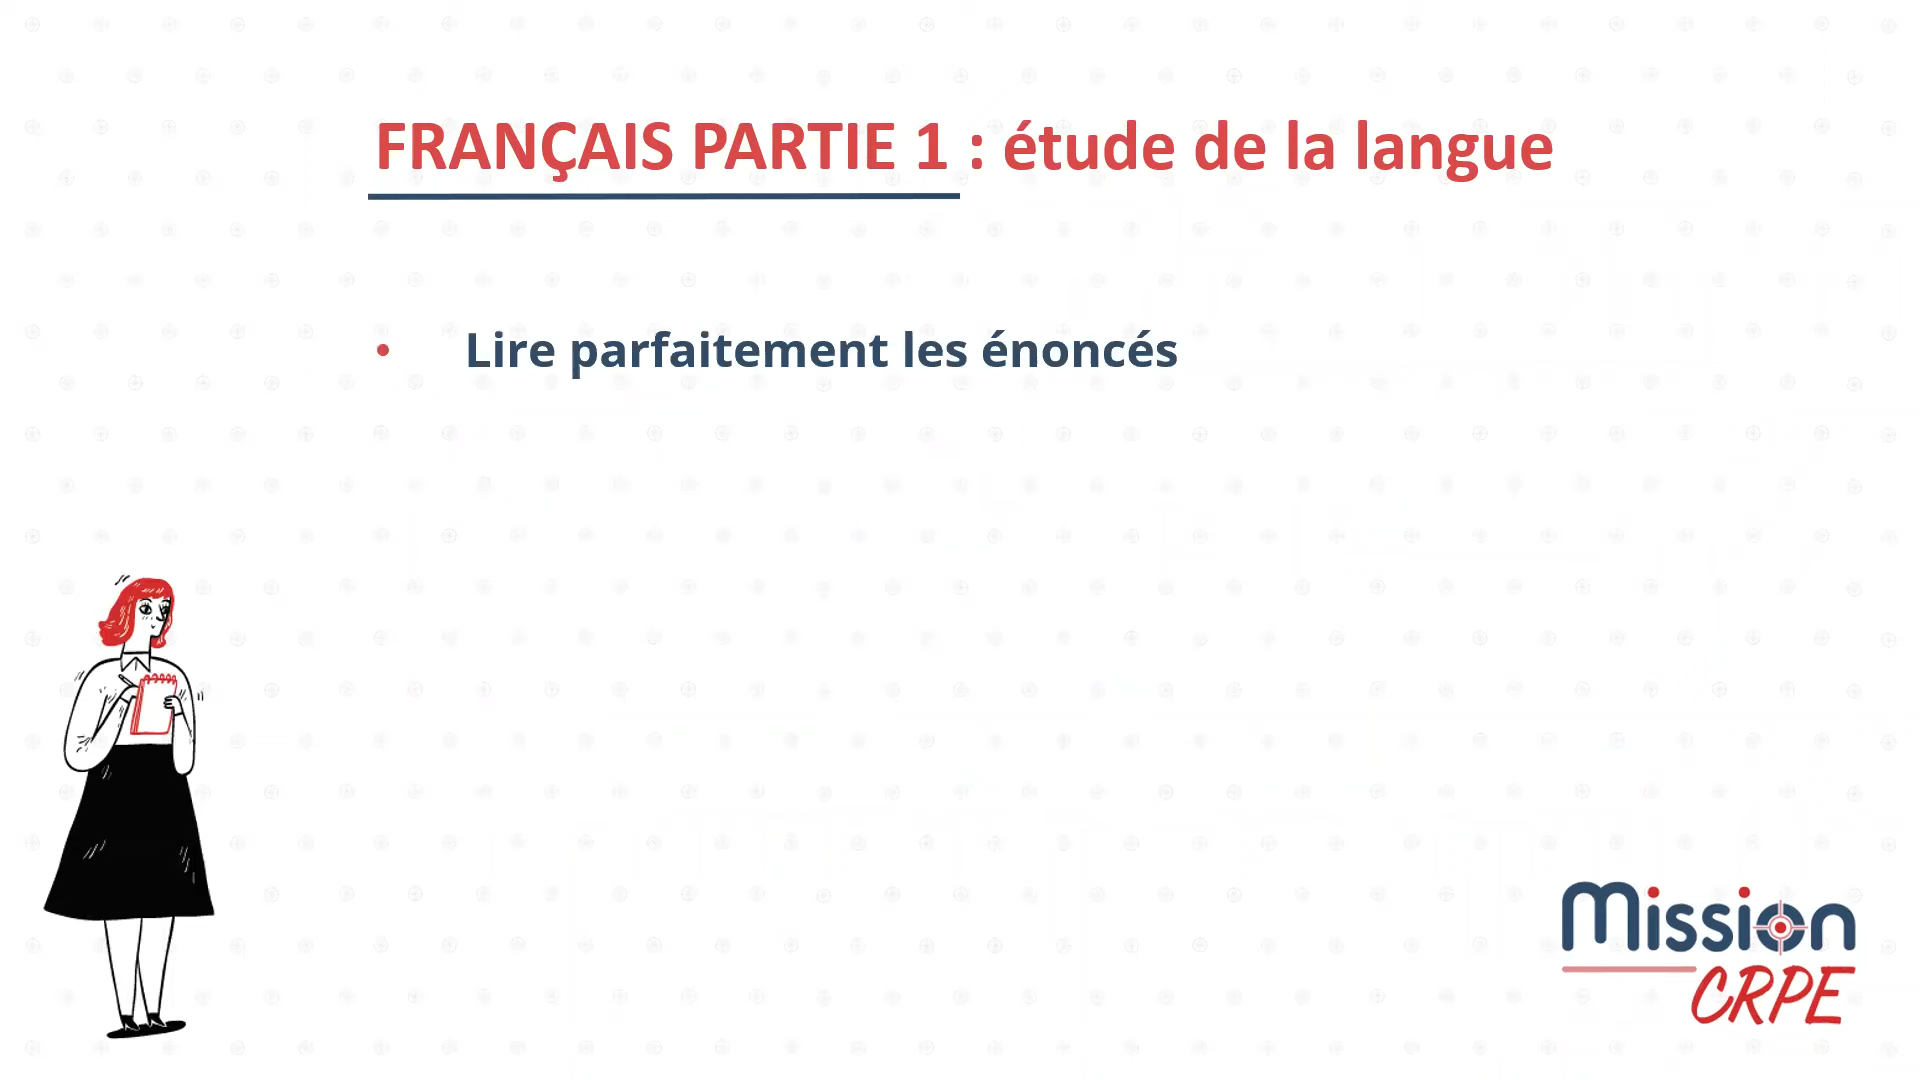 FRANÇAIS PARTIE 1 : étude de la langue
• Lire parfaitement les énoncés
Mission
CRPE